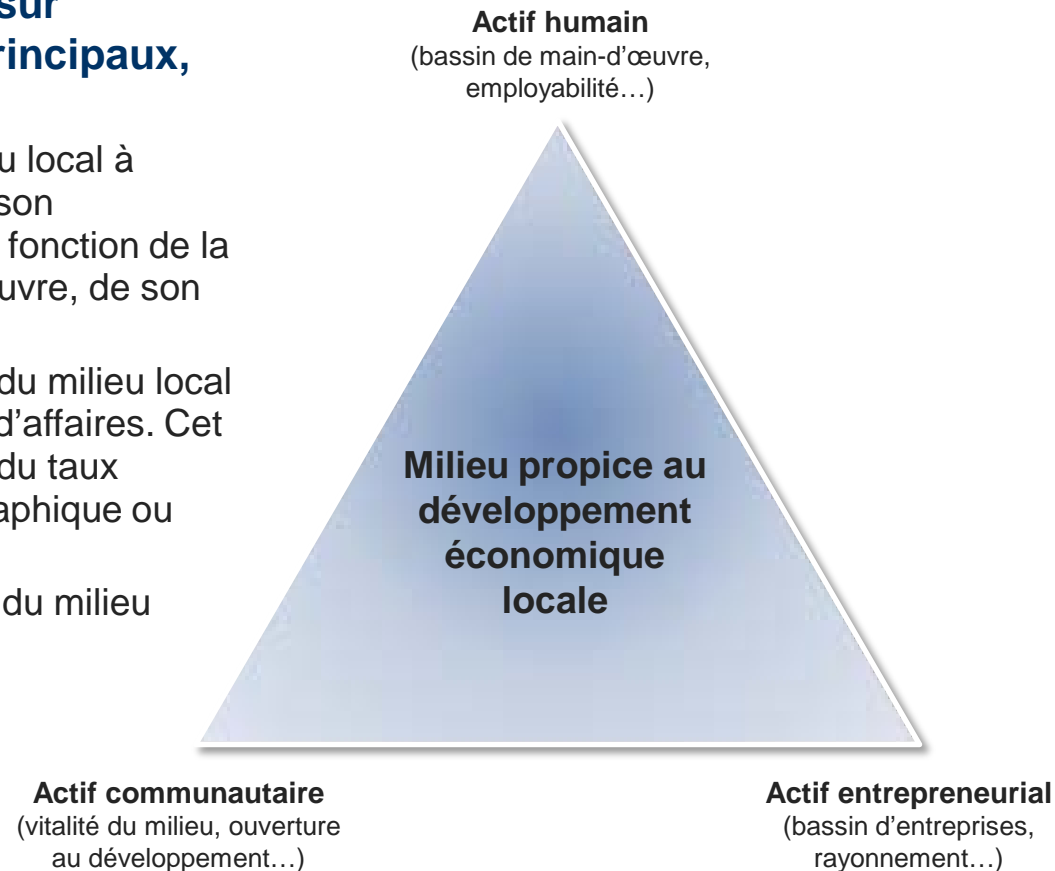 sur
rincipaux,
u local à
son
fonction de la
uvre, de son
du milieu local
d'affaires. Cet
du taux
aphique ou
du milieu
Actif humain
(bassin de main-d'œuvre,
employabilité…)
Milieu propice au
développement
économique
locale
Actif communautaire
(vitalité du milieu, ouverture
au développement…)
Actif entrepreneurial
(bassin d'entreprises,
rayonnement…)